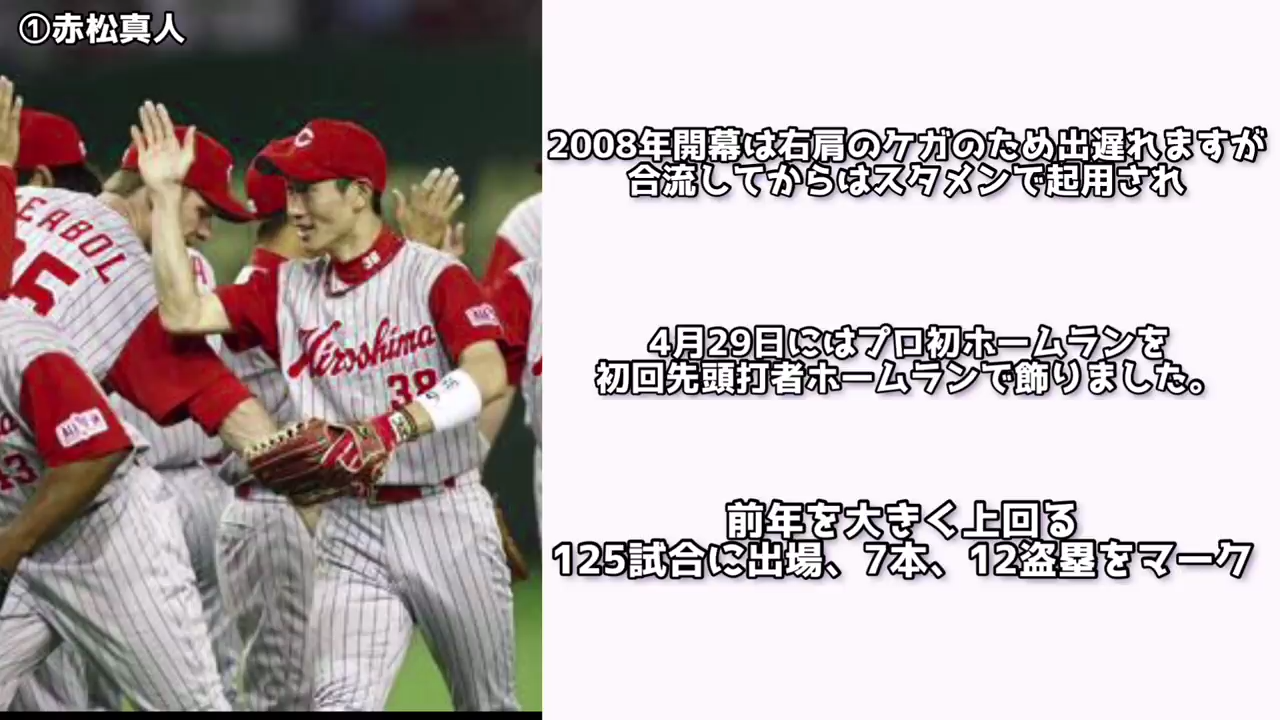 ①赤松真人
2008年開幕は右肩のケガのため出遅れますが
合流してからはスタメンで起用され
4月29日にはプロ初ホームランを
初回先頭打者ホームランで飾りました。
前年を大きく上回る
125試合に出場、7本、12盗塁をマーク
EABOL
38
Hiroshima
38
43